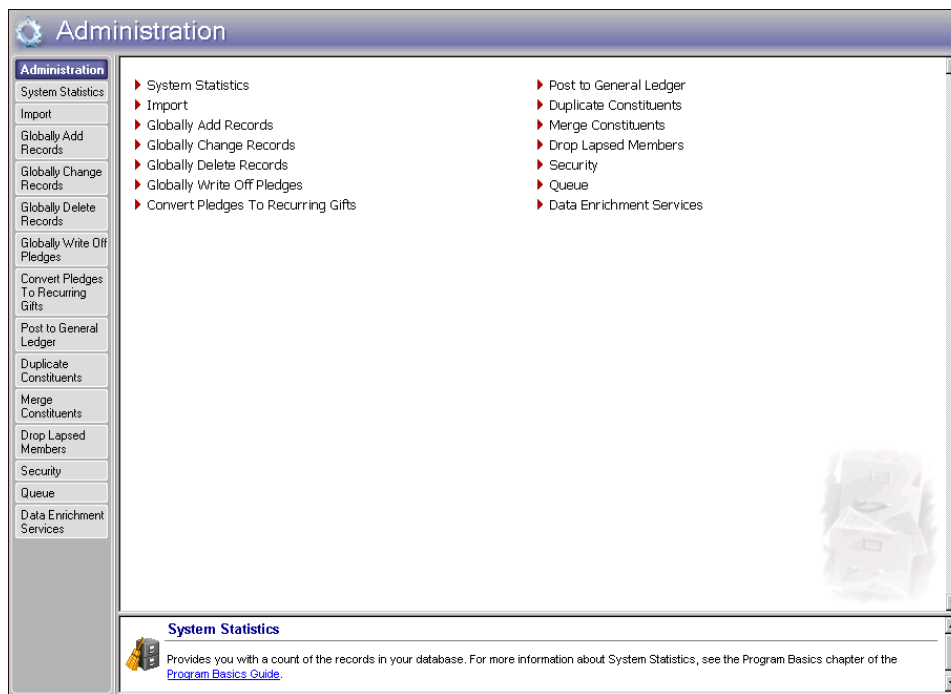 Administration
Administration
System Statistics
Import
Globally Add
Records
Globally Change
Records
Globally Delete
Records
Globally Write Off
Pledges
Convert Pledges
To Recurring
Gifts
Post to General
Ledger
Duplicate
Constituents
Merge
Constituents
Drop Lapsed
Members
Security
Queue
Data Enrichment
Services
System Statistics
Import
Globally Add Records
Globally Change Records
Globally Delete Records
Globally Write Off Pledges
Convert Pledges To Recurring Gifts
Post to General Ledger
Duplicate Constituents
Merge Constituents
Drop Lapsed Members
Security
Queue
Data Enrichment Services
System Statistics
Provides you with a count of the records in your database. For more information about System Statistics, see the Program Basics chapter of the
Program Basics Guide.